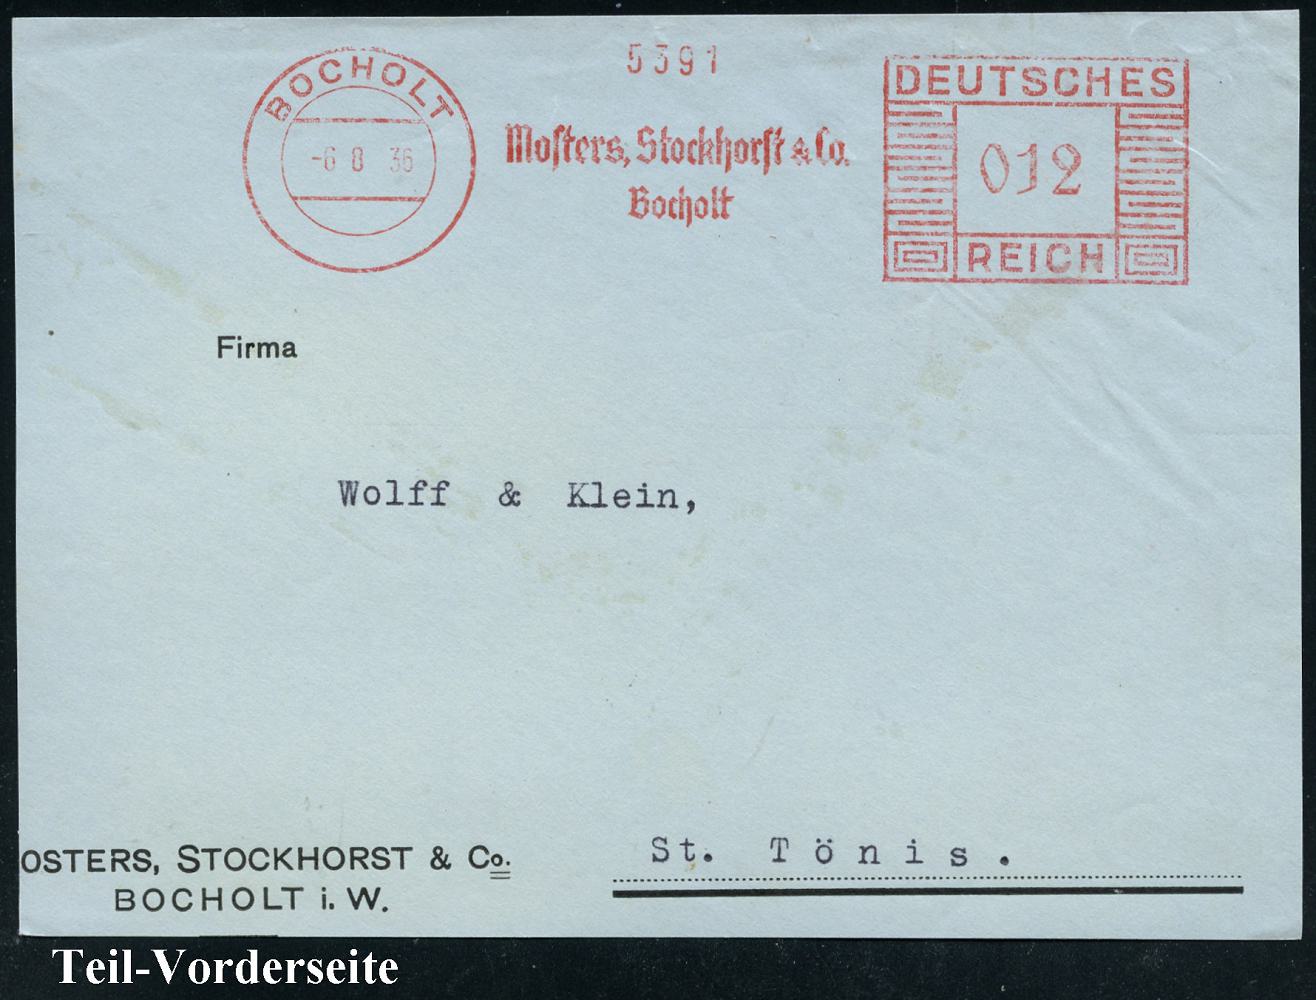 BOCHOLT
-6 8 36
5391
Mosters, Stockhorst & Co.
Bocholt
DEUTSCHES
012
REICH
Firma
Wolff & Klein,
St. Tönis.
OSTERS, STOCKHORST & Co.
BOCHOLT i. W.
Teil-Vorderseite